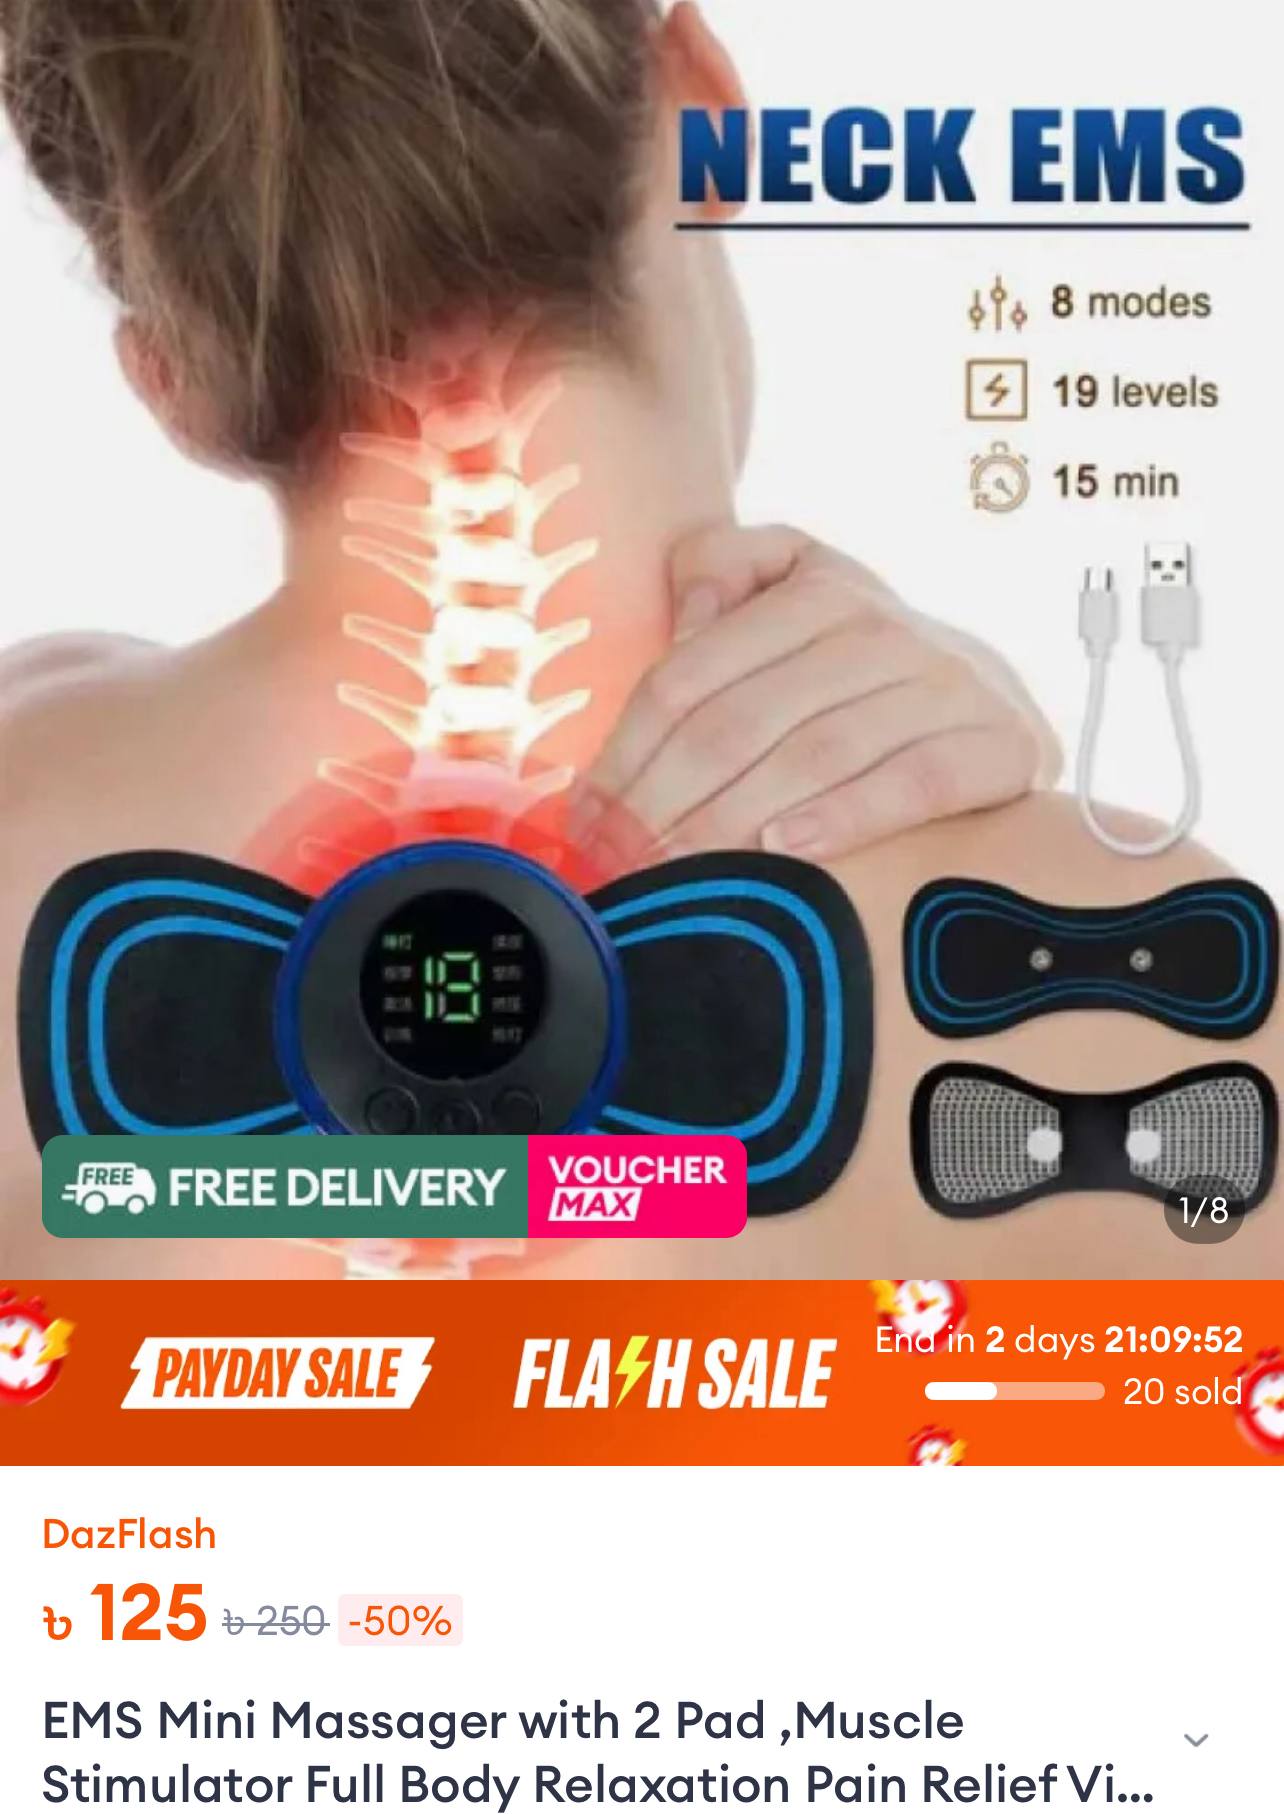 NECK EMS
8 modes
19 levels
15 min
19
FREE
FREE DELIVERY
VOUCHER
MAX
1/8
PAYDAY SALE
FLASH SALE
End in 2 days 21:09:52
20 sold
DazFlash
৳ 125 ৳ 250 -50%
EMS Mini Massager with 2 Pad ,Muscle
Stimulator Full Body Relaxation Pain Relief Vi...